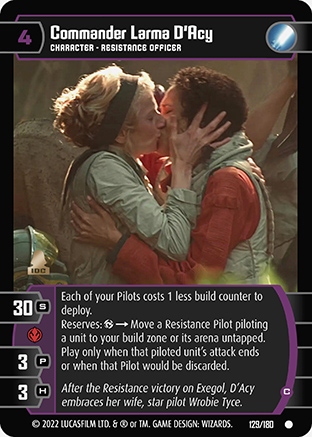 4
Commander Larma D'Acy
CHARACTER - RESISTANCE OFFICER
IDC
30 S
Each of your Pilots costs 1 less build counter to
deploy.
Reserves: → Move a Resistance Pilot piloting
a unit to your build zone or its arena untapped.
Play only when that piloted unit's attack ends
3 P
or when that Pilot would be discarded.
3 H
After the Resistance victory on Exegol, D'Acy
embraces her wife, star pilot Wrobie Tyce.
C
© 2022 LUCASFILM LTD. & ® or TM. GAME DESIGN: WIZARDS.
129/180